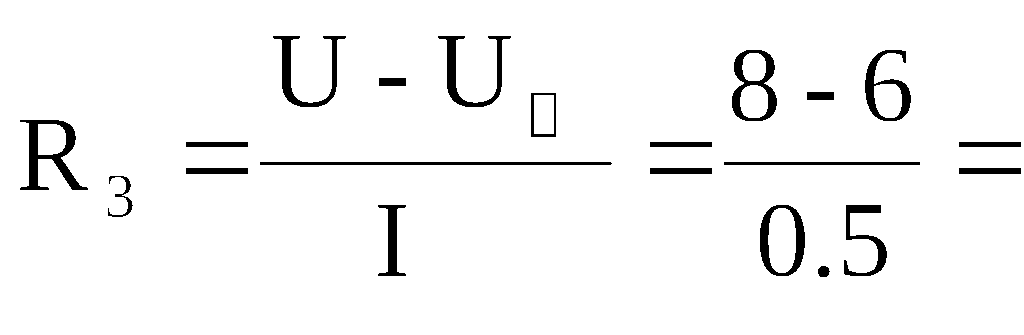 R₃ = (U - U▯) / I = (8 - 6) / 0.5 =